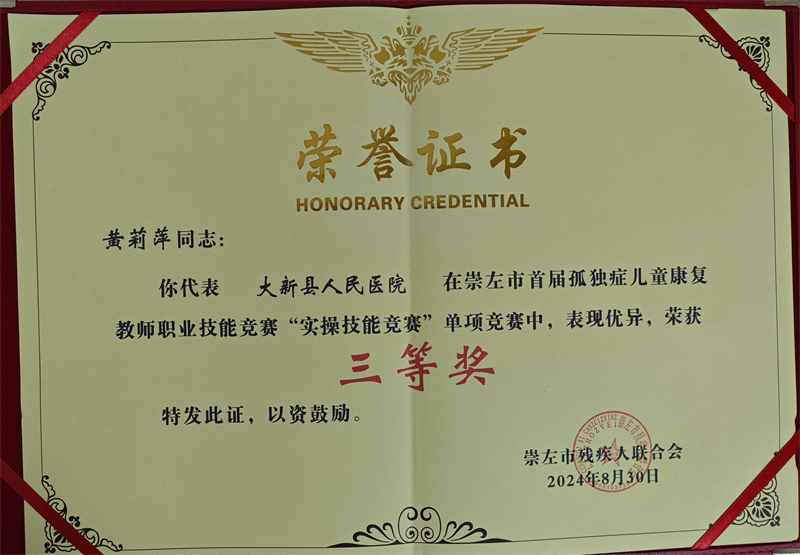 荣誉证书
HONORARY CREDENTIAL
黄莉萍同志：
你代表 大新县人民医院 在崇左市首届孤独症儿童康复
教师职业技能竞赛“实操技能竞赛”单项竞赛中，表现优异，荣获
三等奖
特发此证，以资鼓励。
崇左市残疾人联合会
2024年8月30日